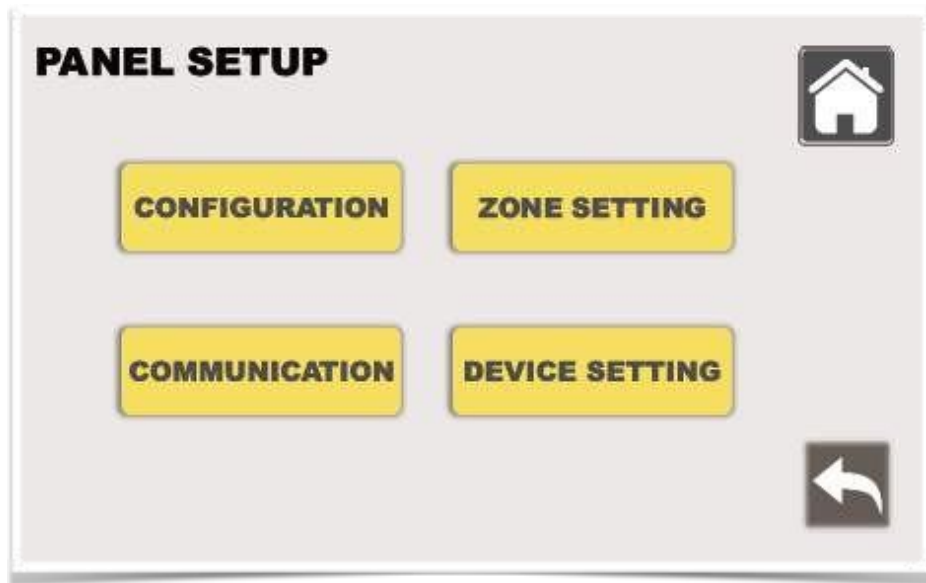 PANEL SETUP
CONFIGURATION
ZONE SETTING
COMMUNICATION
DEVICE SETTING